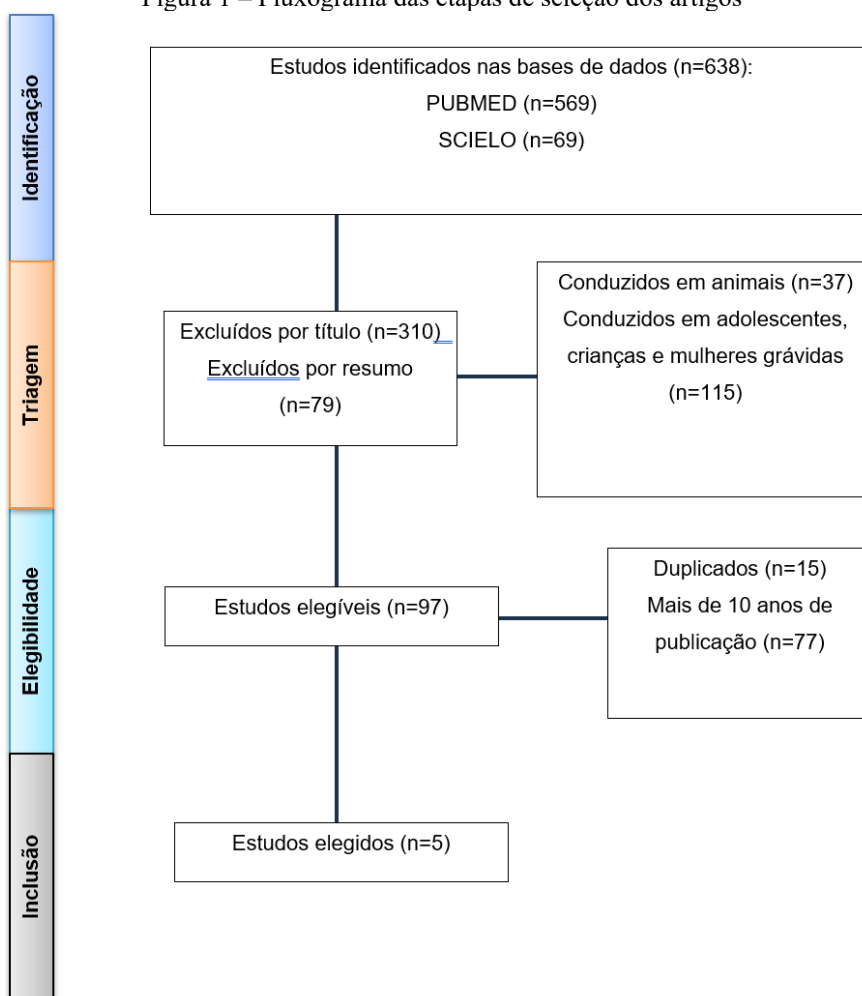 Figura 1 – Fluxograma das etapas de seleção dos artigos
Identificação
Estudos identificados nas bases de dados (n=638):
PUBMED (n=569)
SCIELO (n=69)
Triagem
Excluídos por título (n=310)
Excluídos por resumo
(n=79)
Conduzidos em animais (n=37)
Conduzidos em adolescentes,
crianças e mulheres grávidas
(n=115)
Elegibilidade
Estudos elegíveis (n=97)
Duplicados (n=15)
Mais de 10 anos de
publicação (n=77)
Inclusão
Estudos elegidos (n=5)